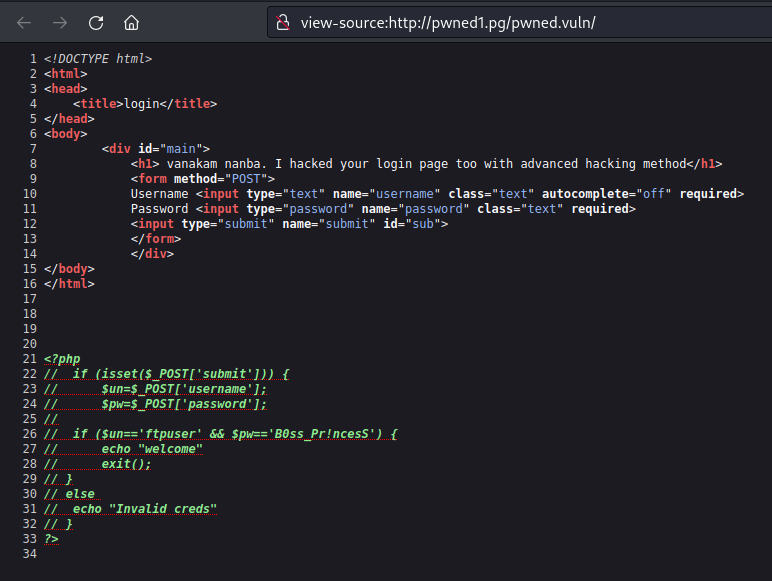 view-source:http://pwned1.pg/pwned.vuln/
1 <!DOCTYPE html>
2 <html>
3 <head>
4     <title>login</title>
5 </head>
6 <body>
7         <div id="main">
8             <h1> vanakam nanba. I hacked your login page too with advanced hacking method</h1>
9             <form method="POST">
10             Username <input type="text" name="username" class="text" autocomplete="off" required>
11             Password <input type="password" name="password" class="text" required>
12             <input type="submit" name="submit" id="sub">
13             </form>
14             </div>
15 </body>
16 </html>
17
18
19
20
21 <?php
22 //  if (isset($_POST['submit'])) {
23 //      $un=$_POST['username'];
24 //      $pw=$_POST['password'];
25 //
26 //  if ($un=='ftpuser' && $pw=='B0ss_Pr!ncesS') {
27 //      echo "welcome"
28 //      exit();
29 // }
30 // else
31 //  echo "Invalid creds"
32 // }
33 ?>
34